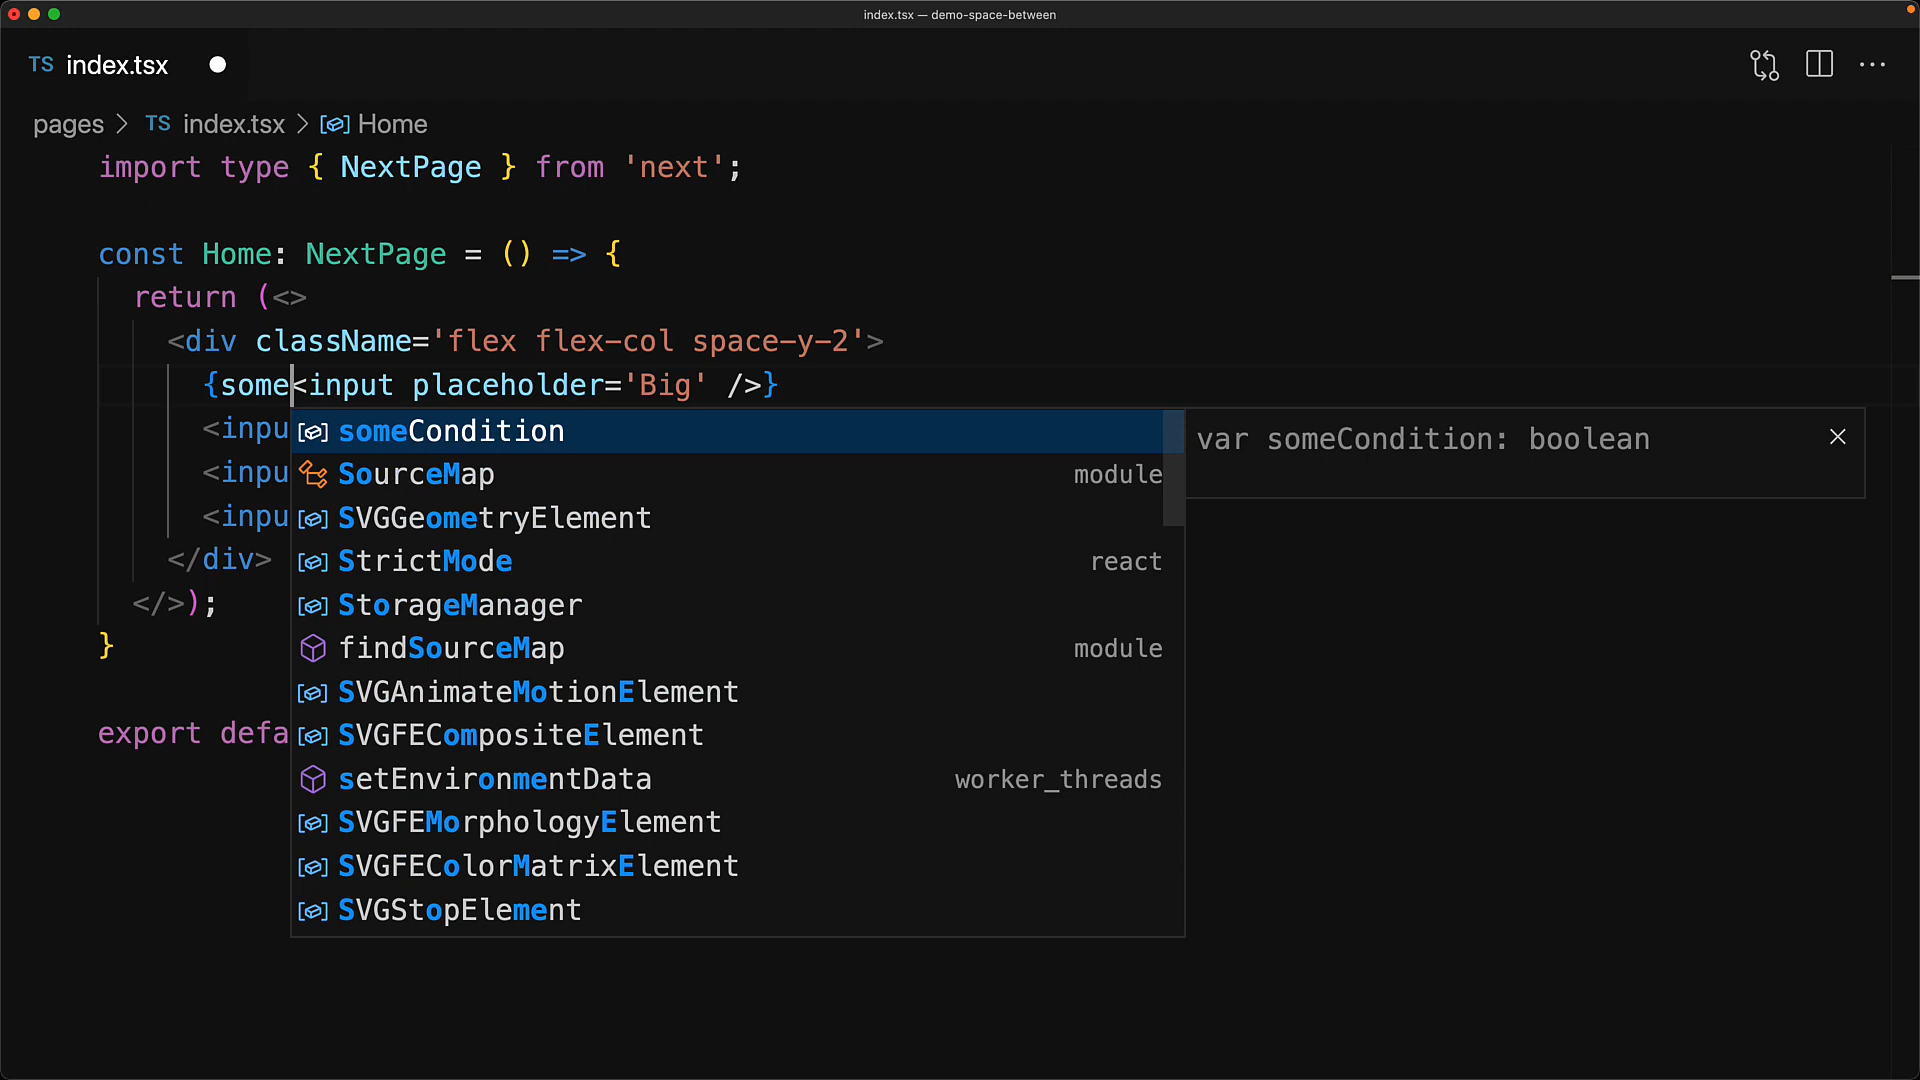 index.tsx — demo-space-between
TS index.tsx
pages > TS index.tsx > Home
import type { NextPage } from 'next';
const Home: NextPage = () => {
return (<>
<div className='flex flex-col space-y-2'>
{some<input placeholder='Big' />}
<inpu
<inpu
<inpu
</div>
</>);
}
export defa
someCondition
SourceMap module
SVGGeometryElement
StrictMode react
StorageManager
findSourceMap module
SVGAnimateMotionElement
SVGFECompositeElement
setEnvironmentData worker_threads
SVGFEMorphologyElement
SVGFEColorMatrixElement
SVGStopElement
var someCondition: boolean